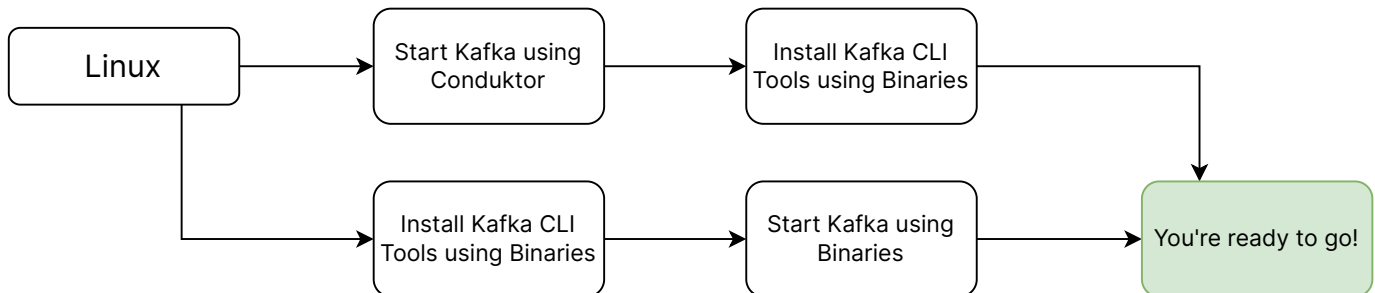 Linux
Start Kafka using
Conduktor
Install Kafka CLI
Tools using Binaries
Install Kafka CLI
Tools using Binaries
Start Kafka using
Binaries
You're ready to go!